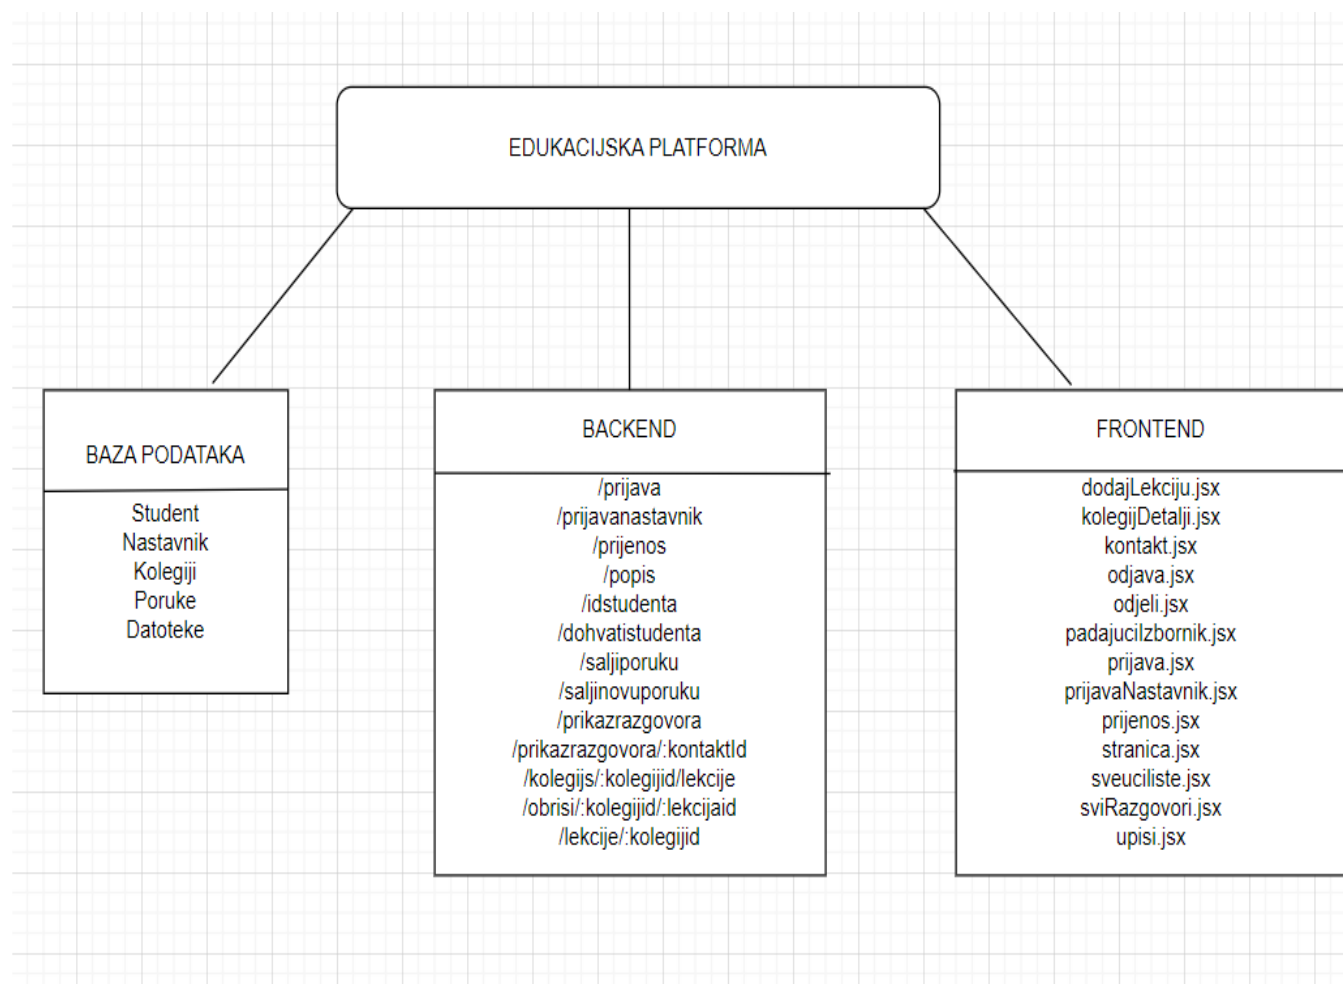 EDUKACIJSKA PLATFORMA
BAZA PODATAKA
Student
Nastavnik
Kolegiji
Poruke
Datoteke
BACKEND
/prijava
/prijavanastavnik
/prijenos
/popis
/idstudenta
/dohvatistudenta
/saljiporuku
/saljinovuporuku
/prikazrazgovora
/prikazrazgovora/:kontaktId
/kolegijs/:kolegijid/lekcije
/obrisi/:kolegijid/:lekcijaid
/lekcije/:kolegijid
FRONTEND
dodajLekciju.jsx
kolegijDetalji.jsx
kontakt.jsx
odjava.jsx
odjeli.jsx
padajuciIzbornik.jsx
prijava.jsx
prijavaNastavnik.jsx
prijenos.jsx
stranica.jsx
sveuciliste.jsx
sviRazgovori.jsx
upisi.jsx